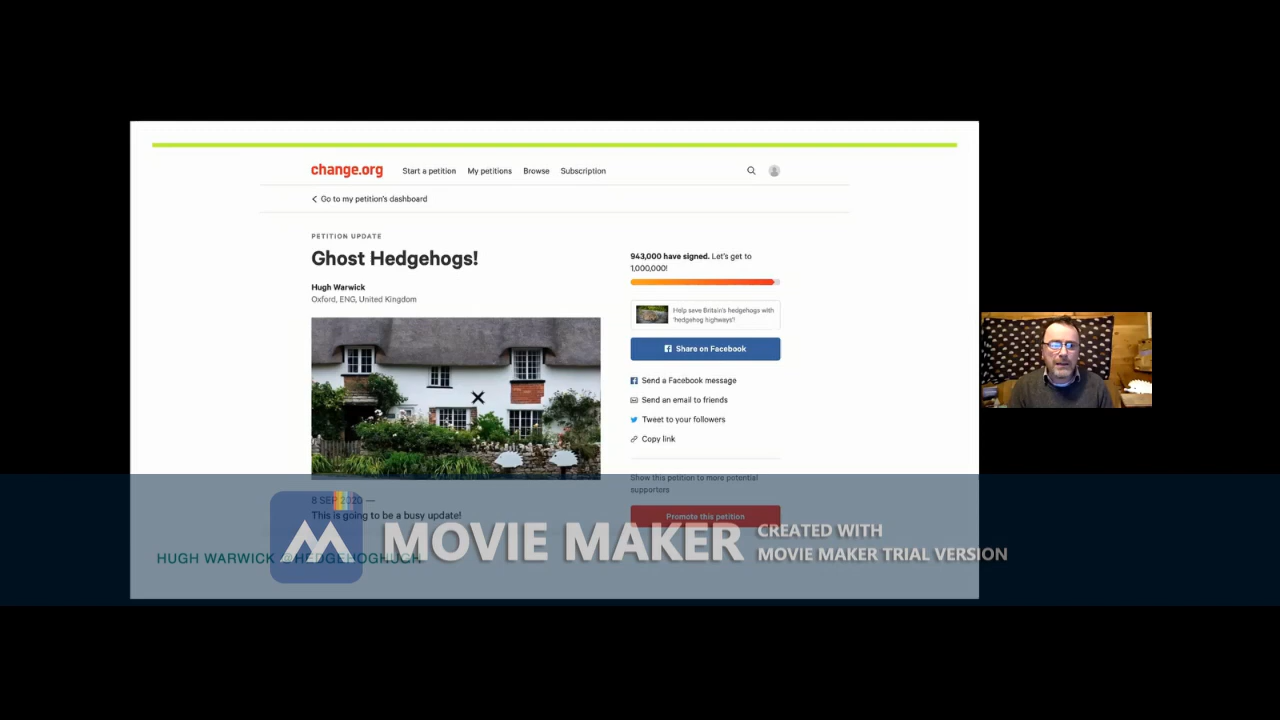 change.org
Start a petition My petitions Browse Subscription
Go to my petition's dashboard
PETITION UPDATE
Ghost Hedgehogs!
Hugh Warwick
Oxford, ENG, United Kingdom
943,000 have signed. Let's get to
1,000,000!
Help save Britain's hedgehogs with
'hedgehog highways'!
Share on Facebook
Send a Facebook message
Send an email to friends
Tweet to your followers
Copy link
Show this petition to more potential
supporters
Promote this petition
8 SEP 2020 —
This is going to be a busy update!
HUGH WARWICK @HEDGEHOGHUGH
MOVIE MAKER
CREATED WITH
MOVIE MAKER TRIAL VERSION